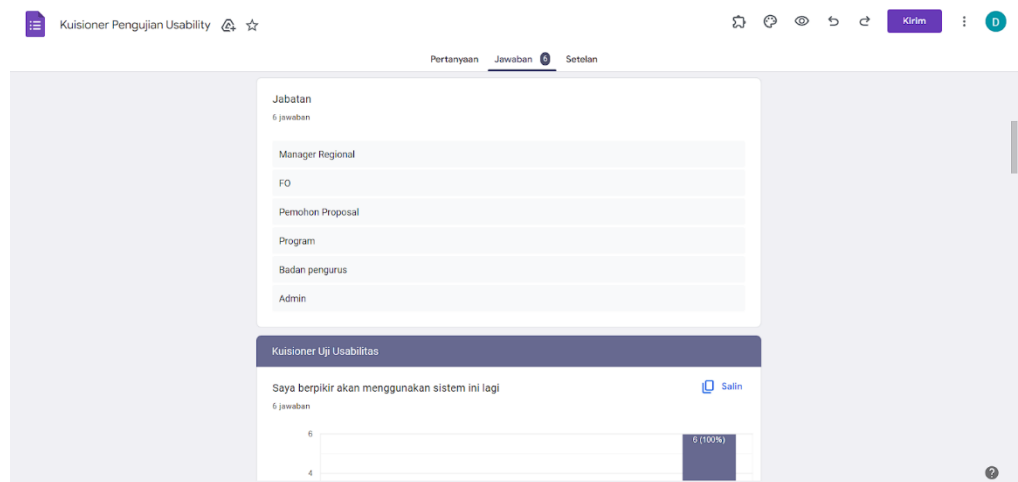 Kuisioner Pengujian Usability
Kirim
D
Pertanyaan Jawaban 6 Setelan
Jabatan
6 jawaban
Manager Regional
FO
Pemohon Proposal
Program
Badan pengurus
Admin
Kuisioner Uji Usabilitas
Saya berpikir akan menggunakan sistem ini lagi
Salin
6 jawaban
6
6 (100%)
4